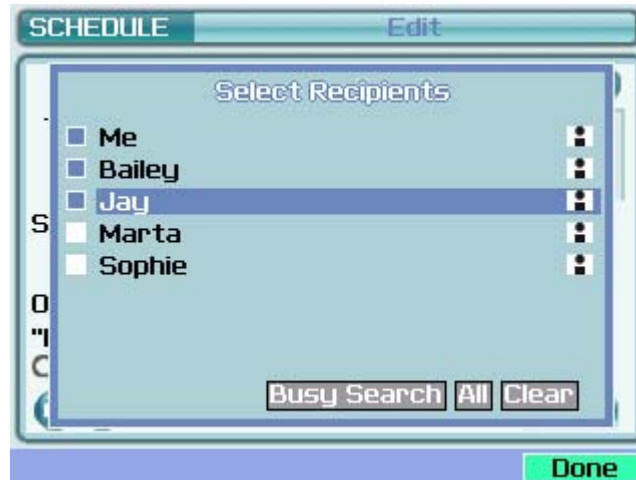 SCHEDULE Edit
Select Recipients
Me
Bailey
Jay
Marta
Sophie
S
O
"I
C
Busy Search All Clear
Done